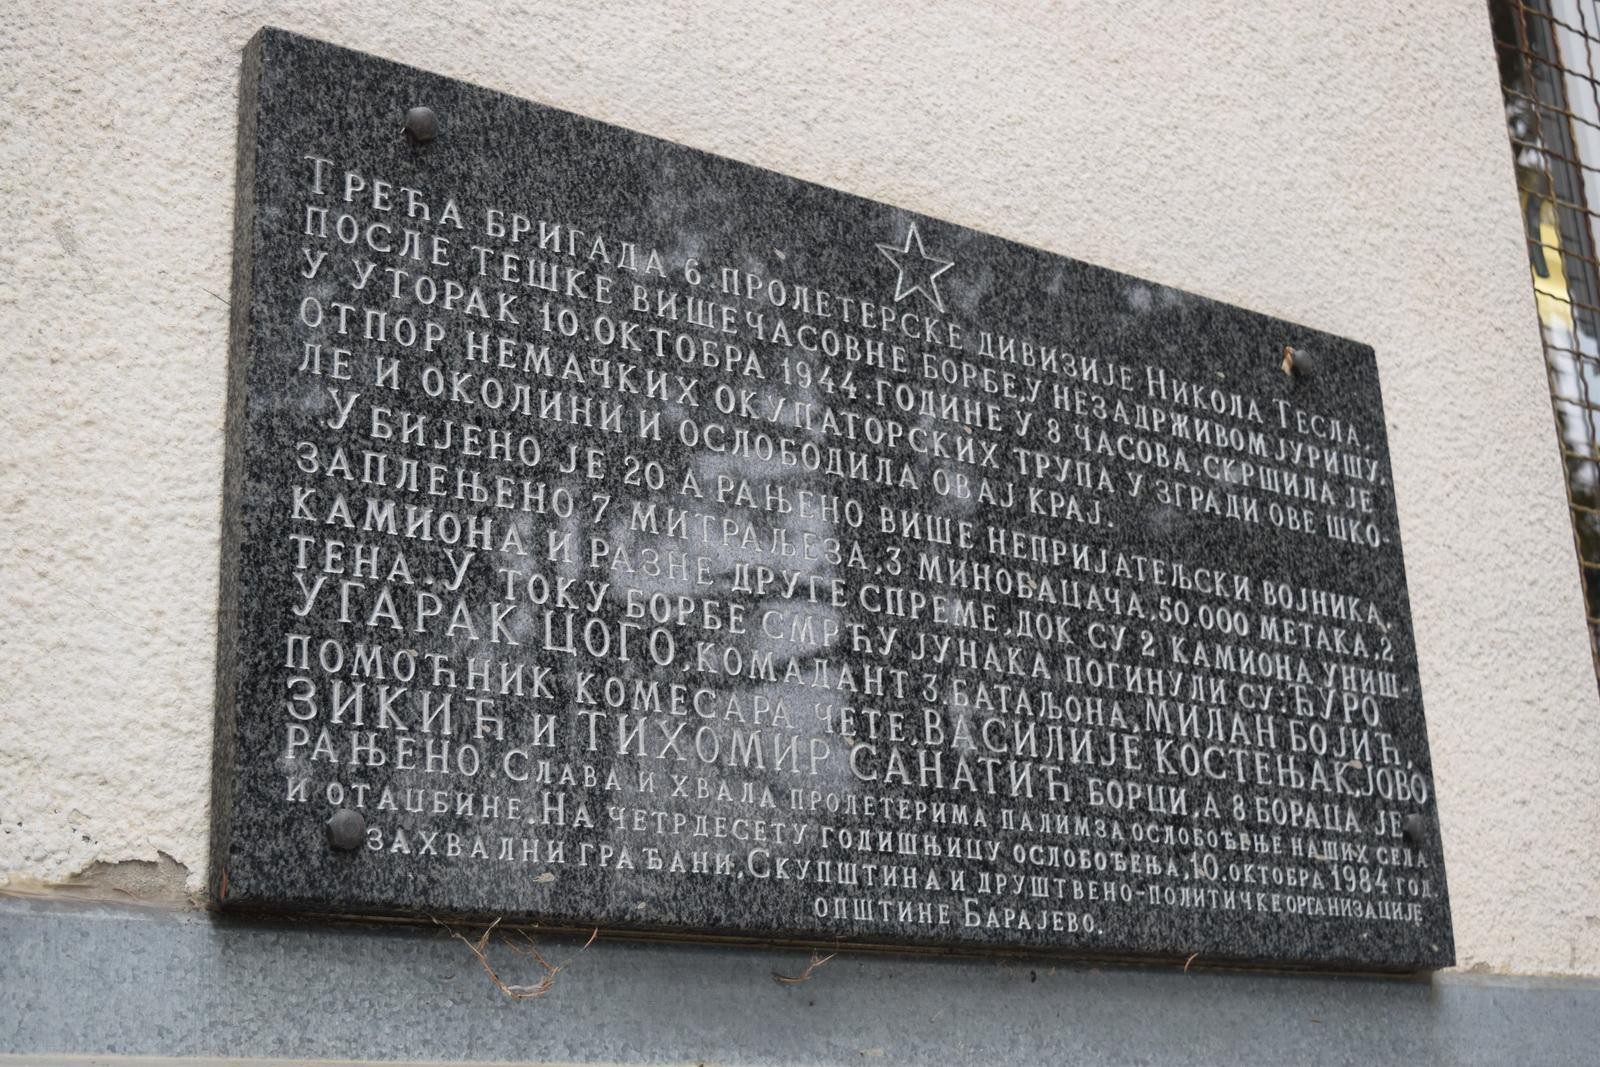 ТРЕЋА БРИГАДА 6. ПРОЛЕТЕРСКЕ ДИВИЗИЈЕ НИКОЛА ТЕСЛА,
ПОСЛЕ ТЕШКЕ ВИШЕЧАСОВНЕ БОРБЕ, У НЕЗАДРЖИВОМ ЈУРИШУ,
У УТОРАК 10. ОКТОБРА 1944. ГОДИНЕ У 8 ЧАСОВА. СКРШИЛА ЈЕ
ОТПОР НЕМАЧКИХ ОКУПАТОРСКИХ ТРУПА У ЗГРАДИ ОВЕ ШКО-
ЛЕ И ОКОЛИНИ И ОСЛОБОДИЛА ОВАЈ КРАЈ.
УБИЈЕНО ЈЕ 20 А РАЊЕНО ВИШЕ НЕПРИЈАТЕЉСКИ ВОЈНИКА,
ЗАПЛЕЊЕНО 7 МИТРАЉЕЗА, 3 МИНОБАЦАЧА, 50.000 МЕТАКА, 2
КАМИОНА И РАЗНЕ ДРУГЕ СПРЕМЕ, ДОК СУ 2 КАМИОНА УНИШ-
ТЕНА. У ТОКУ БОРБЕ СМРЋУ ЈУНАКА ПОГИНУЛИ СУ: ЂУРО
УГАРАК ЦОГО, КОМАДАНТ 3. БАТАЉОНА, МИЛАН БОЈИЋ,
ПОМОЋНИК КОМЕСАРА ЧЕТЕ, ВАСИЛИЈЕ КОСТЕЊАК, ЈОВО
ЗИКИЋ И ТИХОМИР САНАТИЋ БОРЦИ, А 8 БОРАЦА ЈЕ
РАЊЕНО. СЛАВА И ХВАЛА ПРОЛЕТЕРИМА ПАЛИМ ЗА ОСЛОБОЂЕЊЕ НАШИХ СЕЛА
И ОТАЏБИНЕ. НА ЧЕТРДЕСЕТУ ГОДИШЊИЦУ ОСЛОБОЂЕЊА, 10. ОКТОБРА 1984 ГОД.
ЗАХВАЛНИ ГРАЂАНИ, СКУПШТИНА И ДРУШТВЕНО-ПОЛИТИЧКЕ ОРГАНИЗАЦИЈЕ
ОПШТИНЕ БАРАЈЕВО.